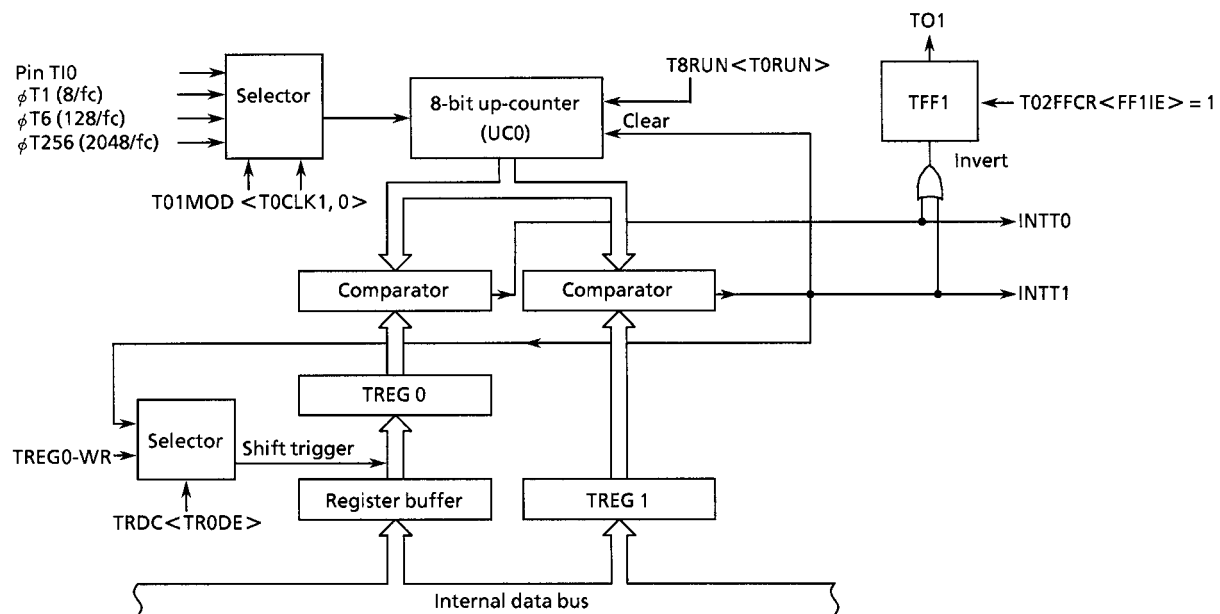 TO1
Pin TI0
φT1 (8/fc)
φT6 (128/fc)
φT256 (2048/fc)
Selector
T01MOD <T0CLK1, 0>
8-bit up-counter
(UC0)
T8RUN<T0RUN>
Clear
TFF1
T02FFCR<FF1IE> = 1
Invert
INTT0
Comparator
Comparator
INTT1
TREG 0
Selector
TREG0-WR
Shift trigger
TRDC<TR0DE>
Register buffer
TREG 1
Internal data bus